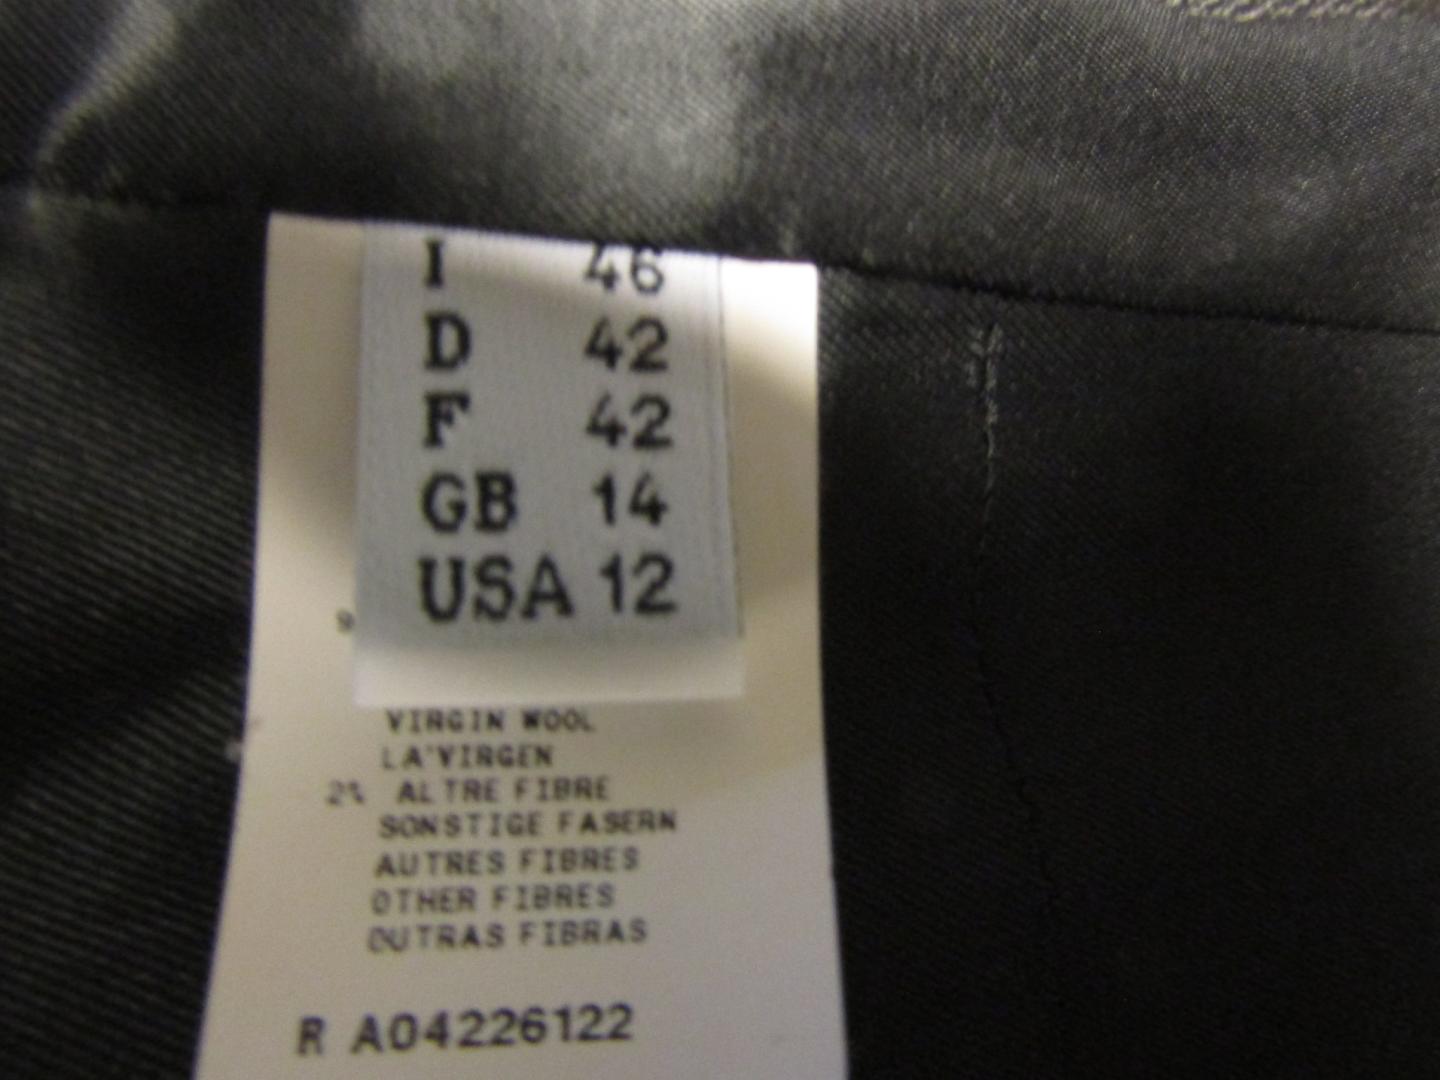 I 46
D 42
F 42
GB 14
USA 12
9
VIRGIN WOOL
LA'VIRGEN
2% ALTRE FIBRE
SONSTIGE FASERN
AUTRES FIBRES
OTHER FIBRES
OUTRAS FIBRAS
R A04226122